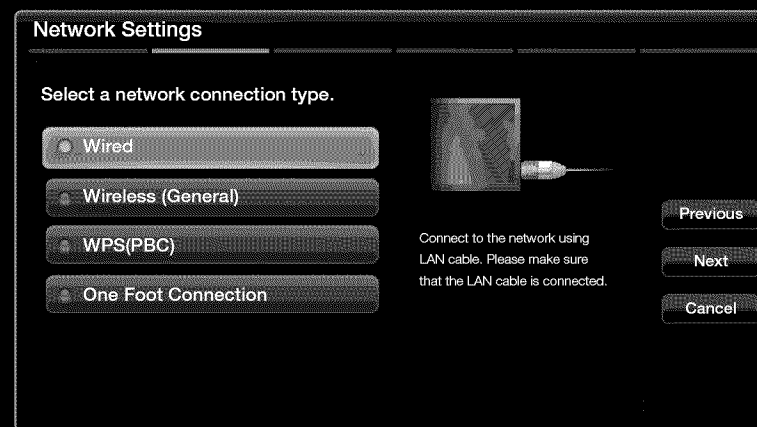 Network Settings
Select a network connection type.
Wired
Wireless (General)
WPS(PBC)
One Foot Connection
Connect to the network using
LAN cable. Please make sure
that the LAN cable is connected.
Previous
Next
Cancel